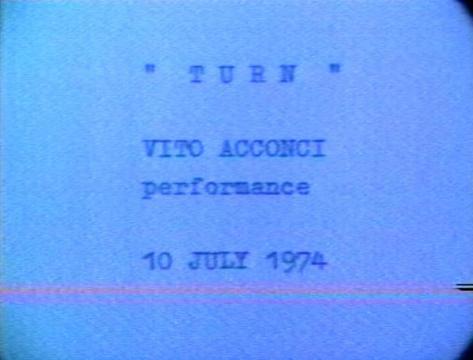 " T U R N "
VITO ACCONCI
performance
10 JULY 1974